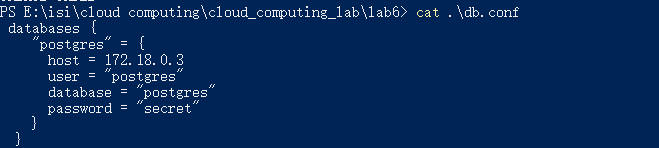 PS E:\isi\cloud computing\cloud_computing_lab\lab6> cat .\db.conf
databases {
"postgres" = {
host = 172.18.0.3
user = "postgres"
database = "postgres"
password = "secret"
}
}